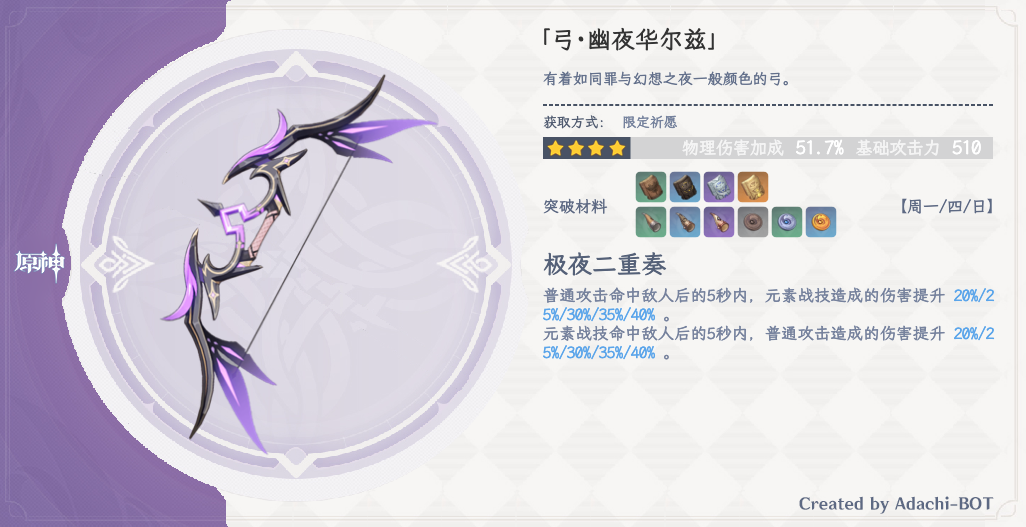 原神
「弓·幽夜华尔兹」
有着如同罪与幻想之夜一般颜色的弓。
获取方式： 限定祈愿
物理伤害加成 51.7% 基础攻击力 510
突破材料
【周一/四/日】
极夜二重奏
普通攻击命中敌人后的5秒内，元素战技造成的伤害提升 20%/2
5%/30%/35%/40% 。
元素战技命中敌人后的5秒内，普通攻击造成的伤害提升 20%/2
5%/30%/35%/40% 。
Created by Adachi-BOT